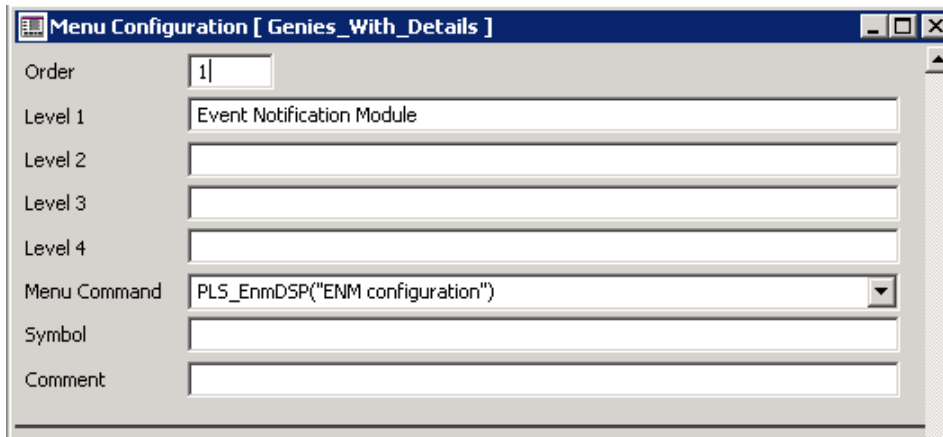 Menu Configuration [ Genies_With_Details ]
Order 1
Level 1 Event Notification Module
Level 2
Level 3
Level 4
Menu Command PLS_EnmDSP("ENM configuration")
Symbol
Comment